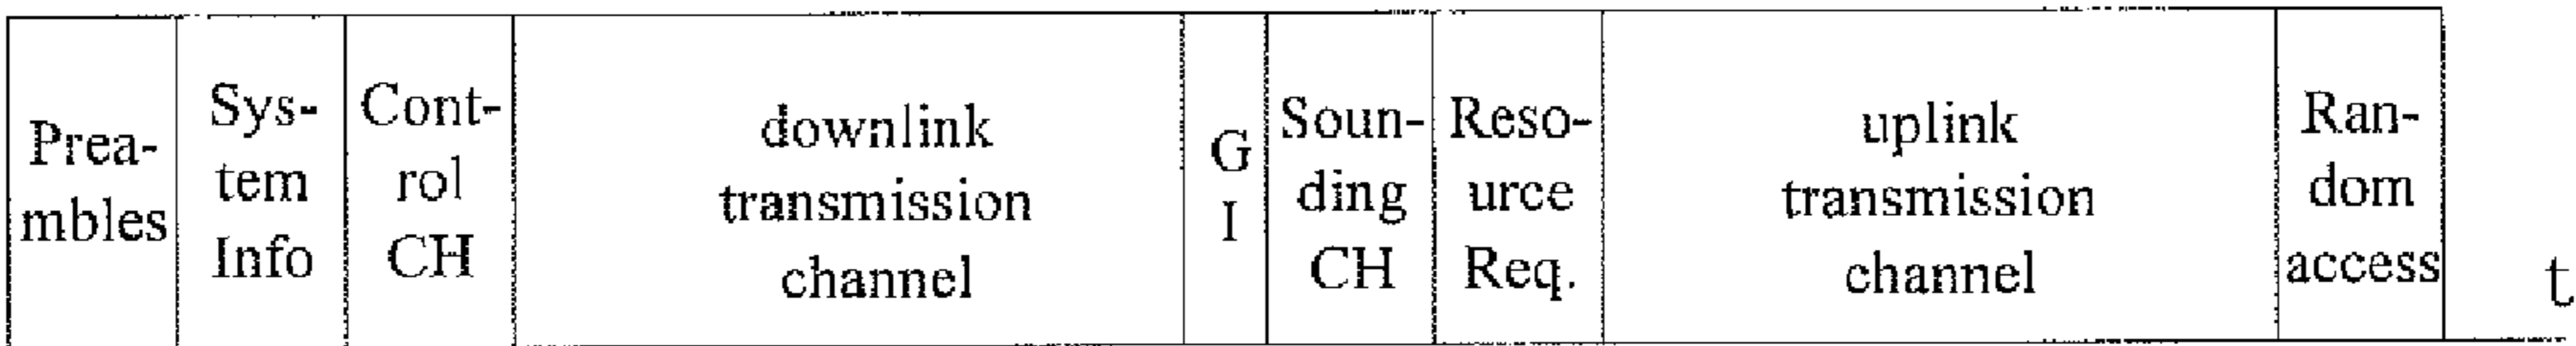 Prea-
mbles
Sys-
tem
Info
Cont-
rol
CH
downlink
transmission
channel
G
I
Soun-
ding
CH
Reso-
urce
Req.
uplink
transmission
channel
Ran-
dom
access
t